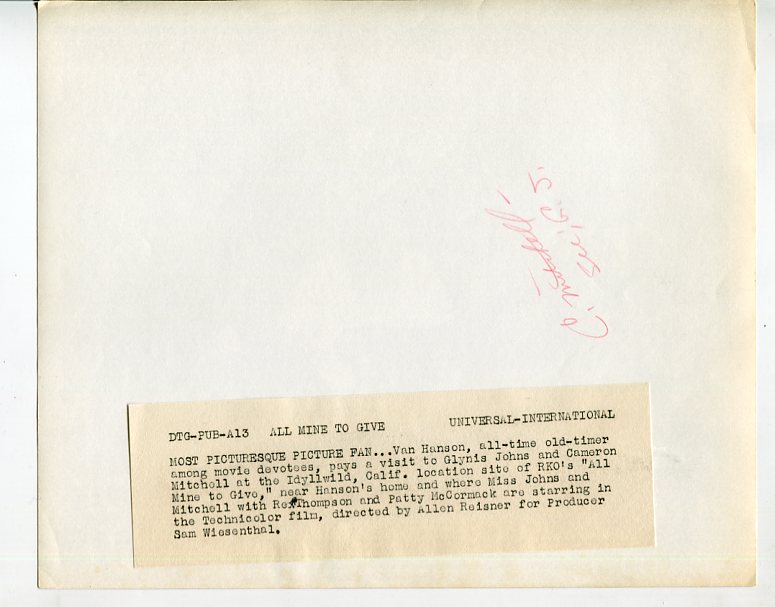 C. Mitchell -
See: G. J.
DTG-PUB-A13 ALL MINE TO GIVE UNIVERSAL-INTERNATIONAL
MOST PICTURESQUE PICTURE FAN...Van Hanson, all-time old-timer
among movie devotees, pays a visit to Glynis Johns and Cameron
Mitchell at the Idyllwild, Calif. location site of RKO's "All
Mine to Give," near Hanson's home and where Miss Johns and
Mitchell with Rex Thompson and Patty McCormack are starring in
the Technicolor film, directed by Allen Reisner for Producer
Sam Wiesenthal.